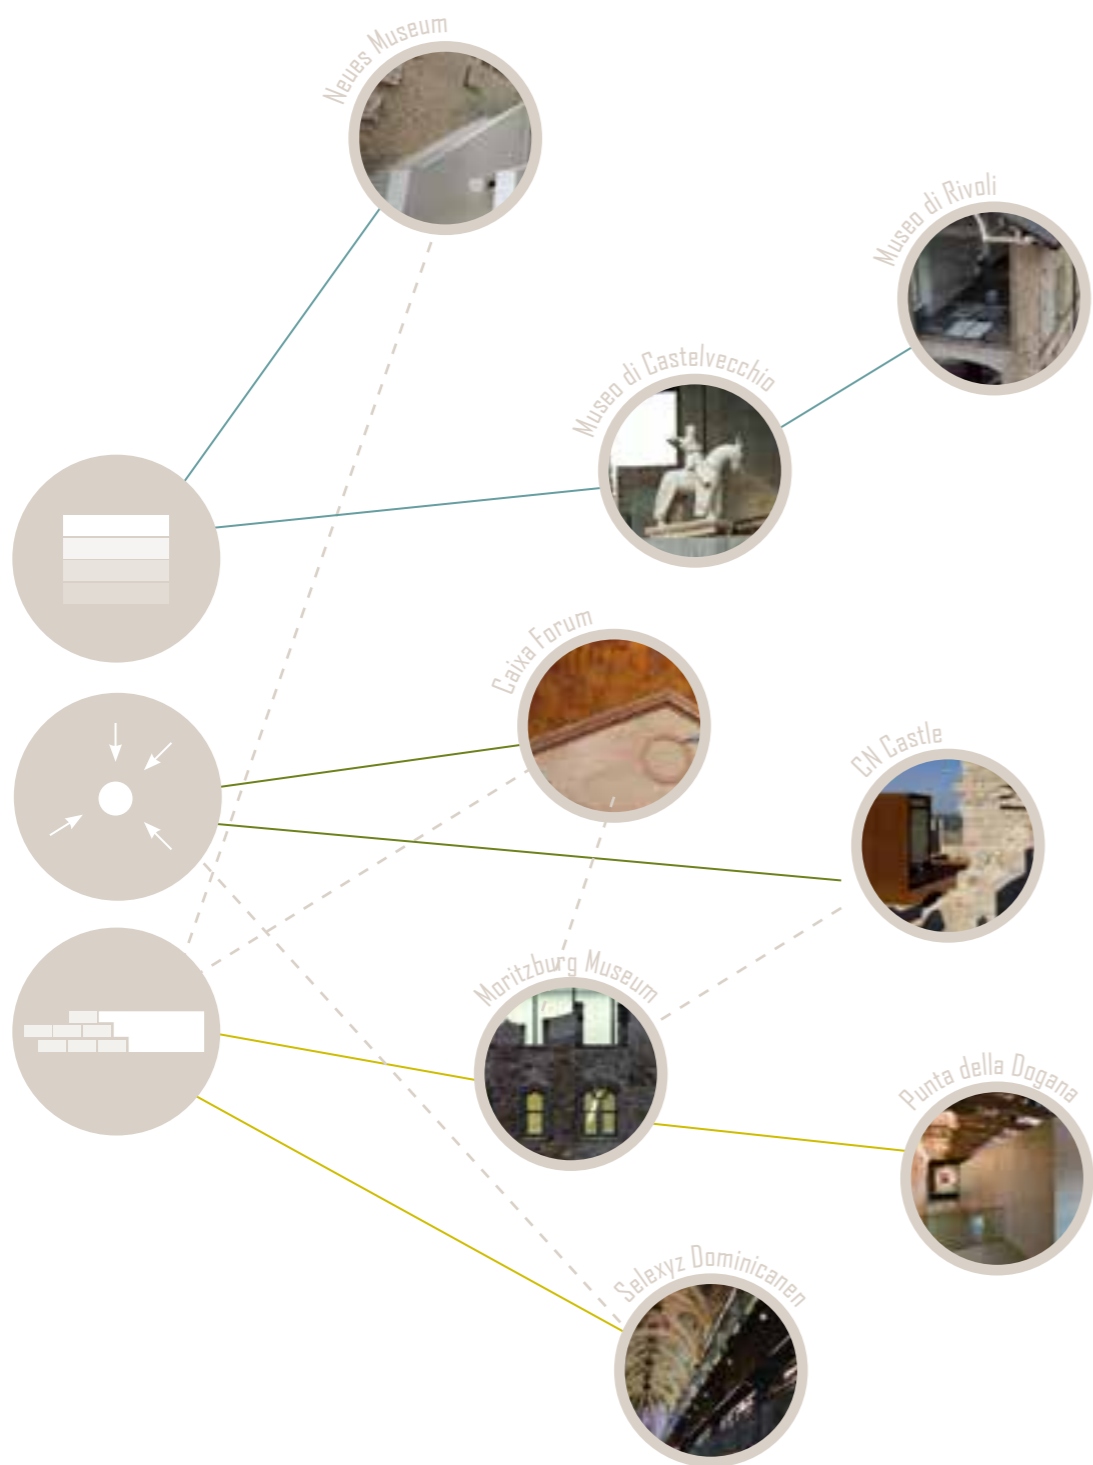 Neues Museum
Museo di Rivoli
Museo di Castelvecchio
Caixa Forum
CN Castle
Moritzburg Museum
Punta della Dogana
Selexyz Dominicanen